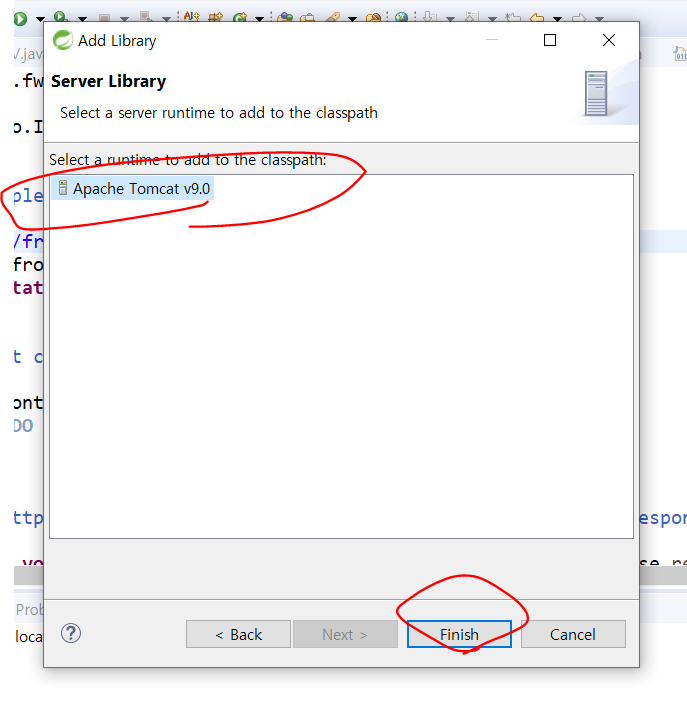 Add Library
Server Library
Select a server runtime to add to the classpath
Select a runtime to add to the classpath:
Apache Tomcat v9.0
/.java
.fw
o.I
ple
/fr
fro
tat
t c
ont
DO
ttp
espon
vo
se re
Prob
loca
?
< Back
Next >
Finish
Cancel